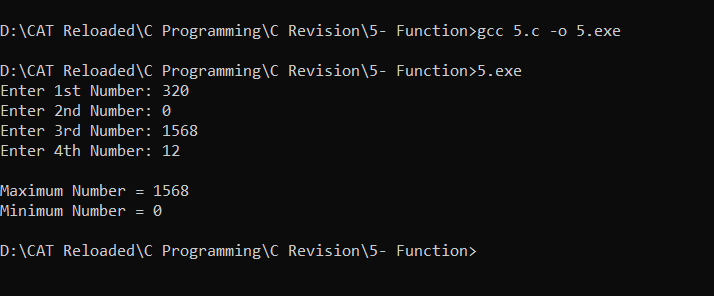 D:\CAT Reloaded\C Programming\C Revision\5- Function>gcc 5.c -o 5.exe
D:\CAT Reloaded\C Programming\C Revision\5- Function>5.exe
Enter 1st Number: 320
Enter 2nd Number: 0
Enter 3rd Number: 1568
Enter 4th Number: 12
Maximum Number = 1568
Minimum Number = 0
D:\CAT Reloaded\C Programming\C Revision\5- Function>